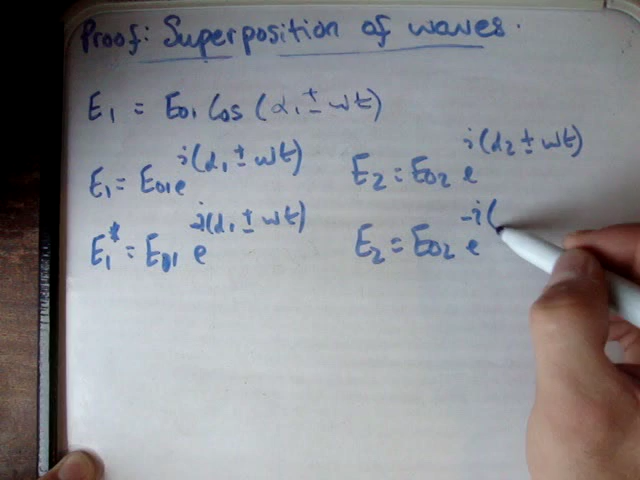 Proof: Superposition of waves.
E₁ = E₀₁ Cos (α₁ ± ωt)
E₁ = E₀₁ e^i(α₁ ± ωt) E₂ = E₀₂ e^i(α₂ ± ωt)
E₁* = E₀₁ e^-i(α₁ ± ωt) E₂ = E₀₂ e^-i(